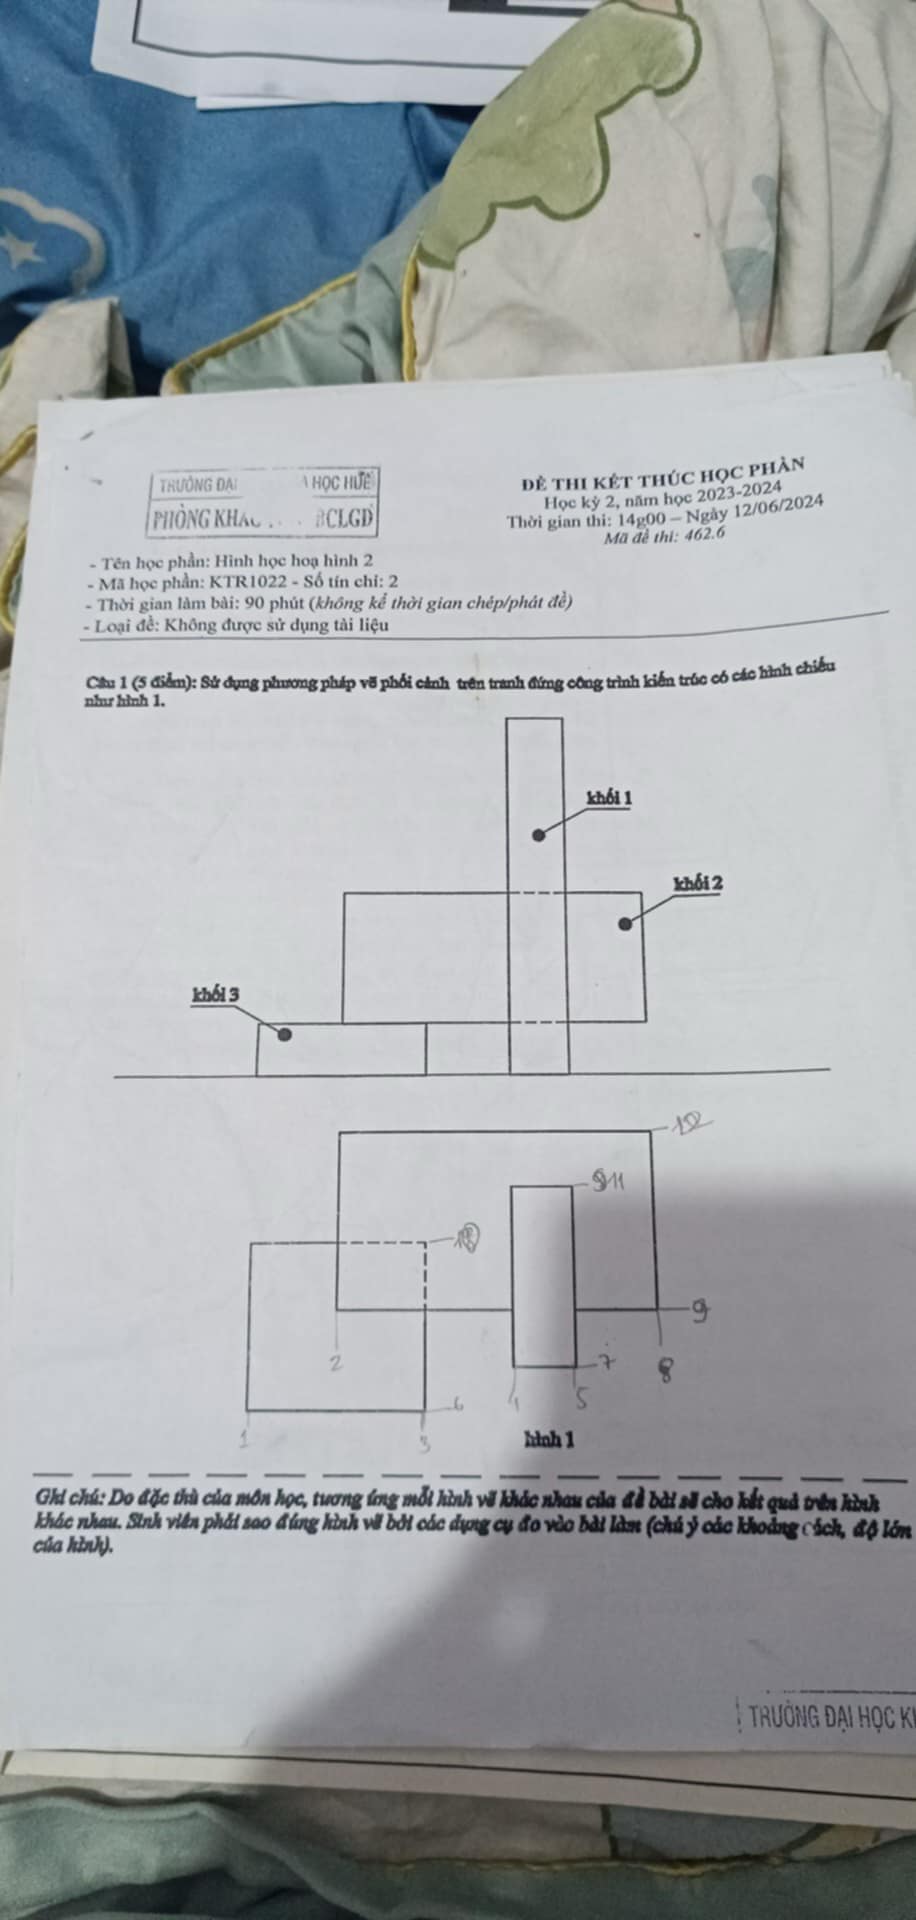 TRƯỜNG ĐẠI HỌC HUẾ
PHÒNG KHẢO BCLGD
ĐỀ THI KẾT THÚC HỌC PHẦN
Học kỳ 2, năm học 2023-2024
Thời gian thi: 14g00 – Ngày 12/06/2024
Mã đề thi: 462.6
- Tên học phần: Hình học hoạ hình 2
- Mã học phần: KTR1022 - Số tín chỉ: 2
- Thời gian làm bài: 90 phút (không kể thời gian chép/phát đề)
- Loại đề: Không được sử dụng tài liệu
Câu 1 (5 điểm): Sử dụng phương pháp vẽ phối cảnh trên tranh đứng công trình kiến trúc có các hình chiếu
như hình 1.
khối 1
khối 2
khối 3
12
11
9
2
7
8
1
3
6
5
hình 1
Ghi chú: Do đặc thù của môn học, tương ứng mỗi hình vẽ khác nhau của đề bài sẽ cho kết quả trên hình
khác nhau. Sinh viên phải sao đúng hình vẽ bởi các dụng cụ đo vào bài làm (chú ý các khoảng cách, độ lớn
của hình).
TRƯỜNG ĐẠI HỌC K